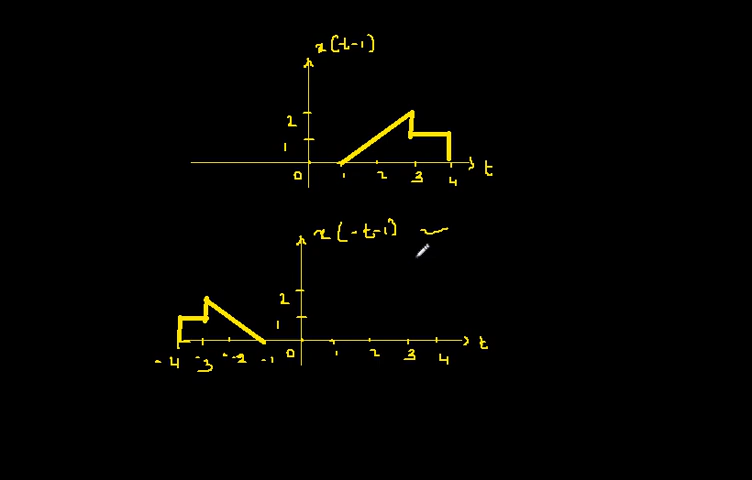 x(t-1)
2
1
0 1 2 3 4 t
x(-t-1)
2
1
-4 -3 -2 -1 0 1 2 3 4 t